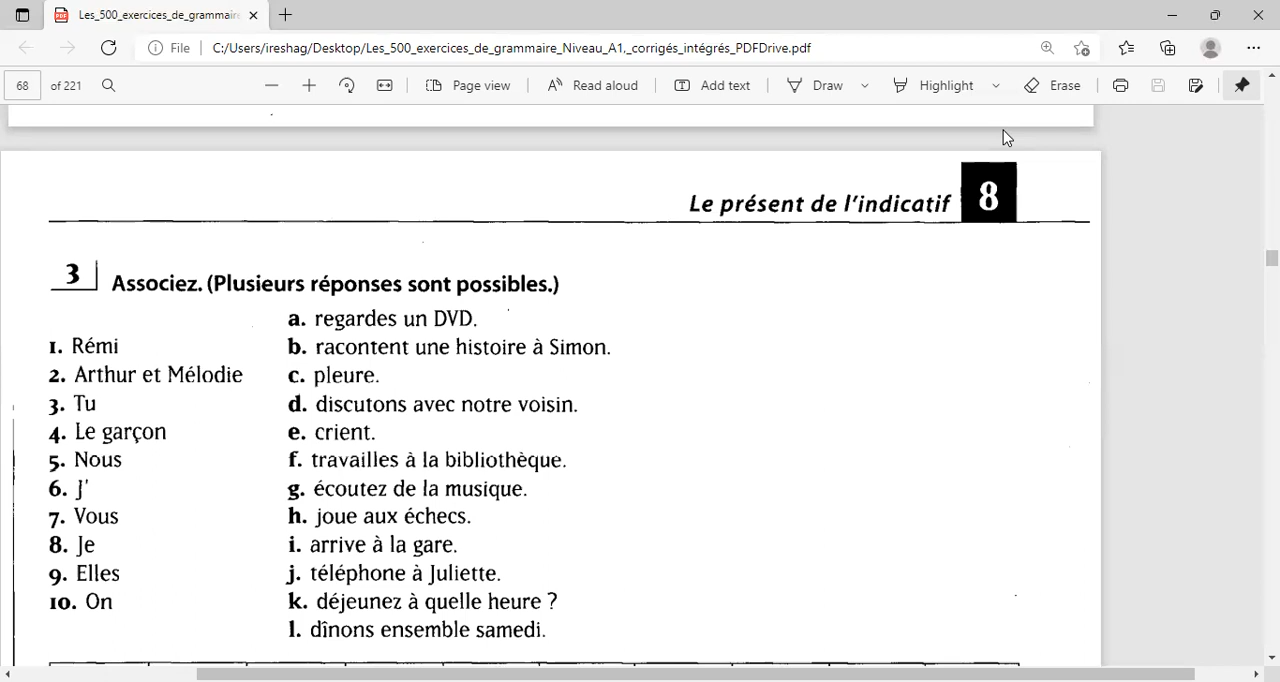 Les_500_exercices_de_grammaire
File C:/Users/ireshag/Desktop/Les_500_exercices_de_grammaire_Niveau_A1,_corrigés_intégrés_PDFDrive.pdf
68 of 221 Page view Read aloud Add text Draw Highlight Erase
Le présent de l'indicatif 8
3 Associez. (Plusieurs réponses sont possibles.)
a. regardes un DVD.
1. Rémi b. racontent une histoire à Simon.
2. Arthur et Mélodie c. pleure.
3. Tu d. discutons avec notre voisin.
4. Le garçon e. crient.
5. Nous f. travailles à la bibliothèque.
6. J' g. écoutez de la musique.
7. Vous h. joue aux échecs.
8. Je i. arrive à la gare.
9. Elles j. téléphone à Juliette.
10. On k. déjeunez à quelle heure ?
l. dînons ensemble samedi.